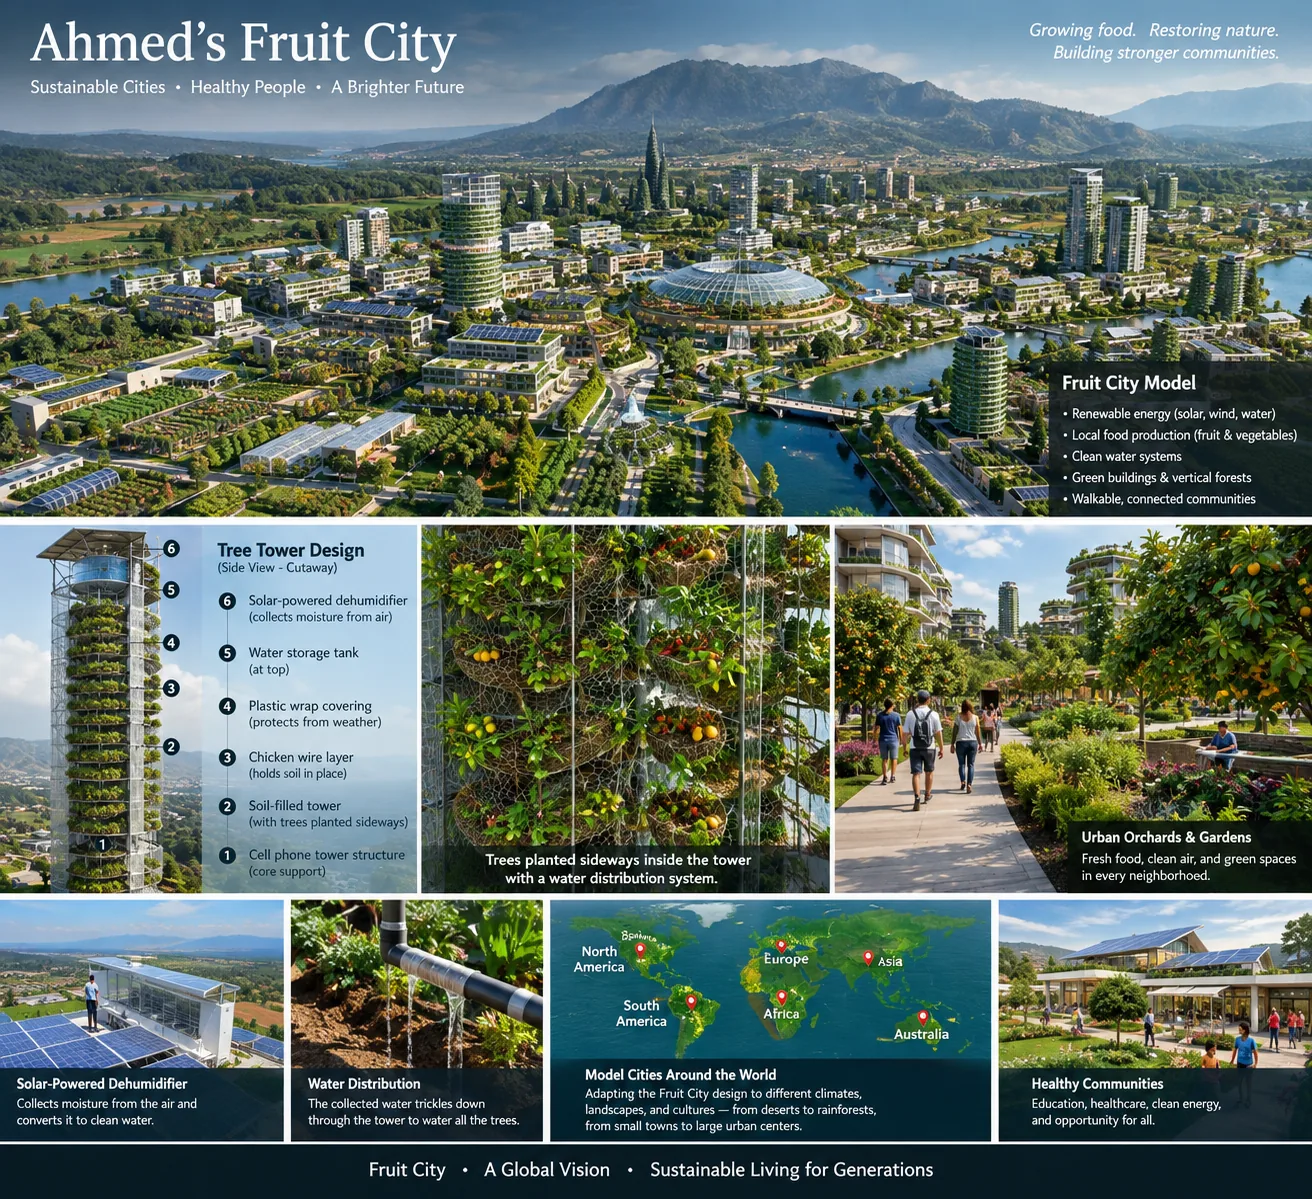 Ahmed's Fruit City
Sustainable Cities • Healthy People • A Brighter Future
Growing food. Restoring nature.
Building stronger communities.
Fruit City Model
• Renewable energy (solar, wind, water)
• Local food production (fruit & vegetables)
• Clean water systems
• Green buildings & vertical forests
• Walkable, connected communities
6
5
4
3
2
1
Tree Tower Design
(Side View - Cutaway)
6 Solar-powered dehumidifier
(collects moisture from air)
5 Water storage tank
(at top)
4 Plastic wrap covering
(protects from weather)
3 Chicken wire layer
(holds soil in place)
2 Soil-filled tower
(with trees planted sideways)
1 Cell phone tower structure
(core support)
Trees planted sideways inside the tower
with a water distribution system.
Urban Orchards & Gardens
Fresh food, clean air, and green spaces
in every neighborhoed.
Solar-Powered Dehumidifier
Collects moisture from the air and
converts it to clean water.
Water Distribution
The collected water trickles down
through the tower to water all the trees.
North
America
South
America
Europe
Africa
Asia
Australia
Model Cities Around the World
Adapting the Fruit City design to different climates,
landscapes, and cultures — from deserts to rainforests,
from small towns to large urban centers.
Healthy Communities
Education, healthcare, clean energy,
and opportunity for all.
Fruit City • A Global Vision • Sustainable Living for Generations